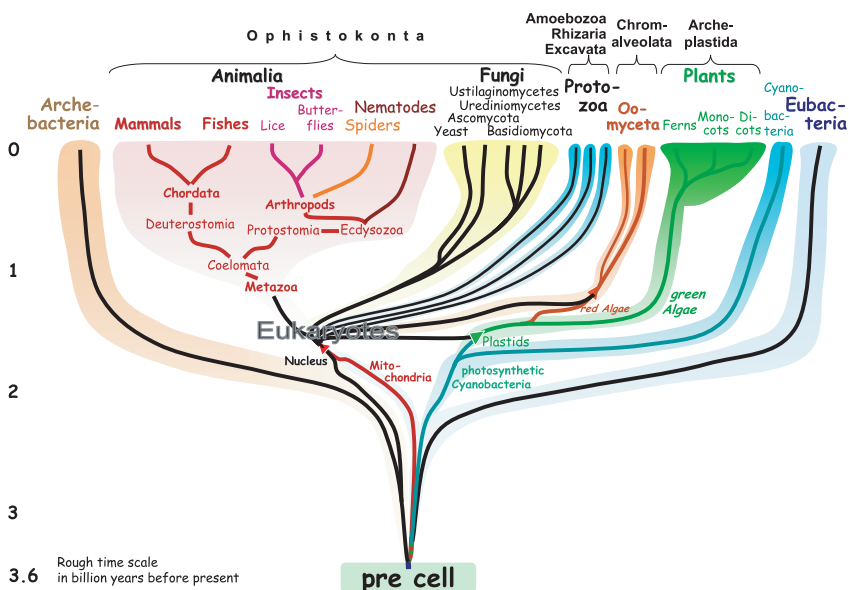 Amoebozoa
Rhizaria
Excavata
Chrom-
alveolata
Arche-
plastida
Ophistokonta
Animalia
Fungi
Proto-
zoa
Plants
Insects
Ustilaginomycetes
Urediniomycetes
Ascomycota
Yeast
Basidiomycota
Cyano-
bac-
teria
Arche-
bacteria
Mammals
Fishes
Lice
Butter-
flies
Nematodes
Spiders
Oo-
myceta
Ferns
Mono-
cots
Di-
cots
Eubac-
teria
0
Chordata
Arthropods
Deuterostomia
Protostomia
Ecdysozoa
Coelomata
1
Metazoa
green
Algae
red Algae
Eukaryotes
Plastids
Nucleus
Mito-
chondria
photosynthetic
Cyanobacteria
2
3
3.6
Rough time scale
in billion years before present
pre cell